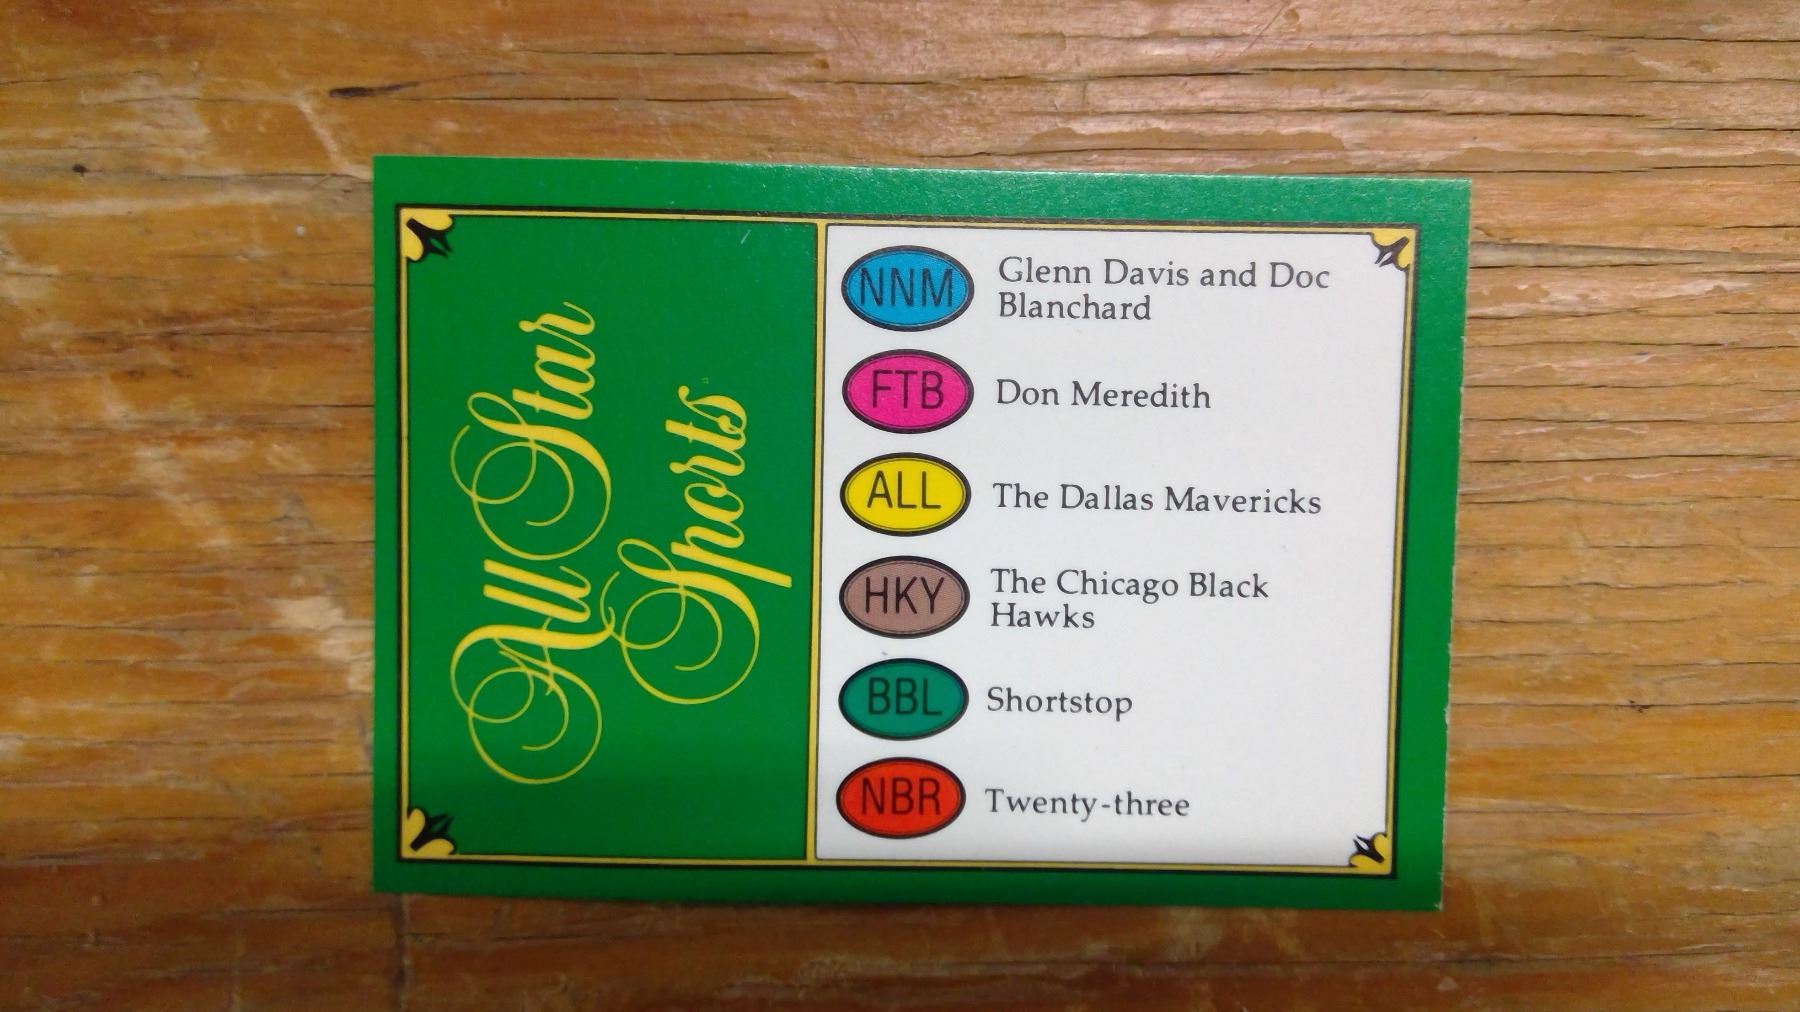 All Star
Sports
NNM Glenn Davis and Doc
Blanchard
FTB Don Meredith
ALL The Dallas Mavericks
HKY The Chicago Black
Hawks
BBL Shortstop
NBR Twenty-three